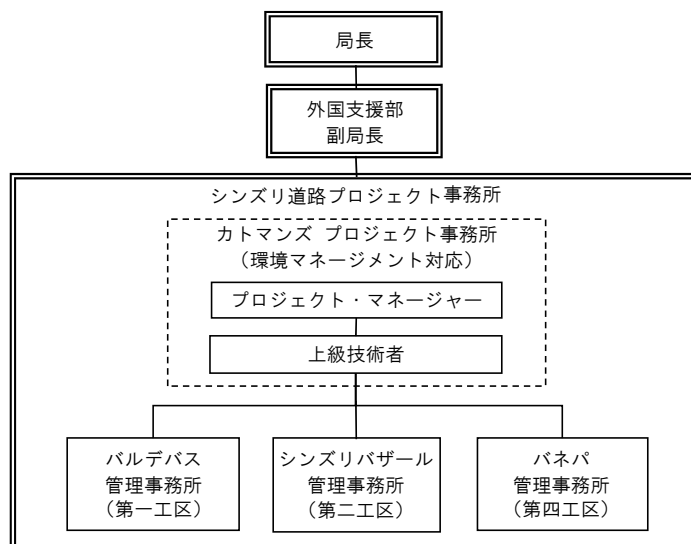 局長
外国支援部
副局長
シンズリ道路プロジェクト事務所
カトマンズ プロジェクト事務所
（環境マネージメント対応）
プロジェクト・マネージャー
上級技術者
バルデバス
管理事務所
（第一工区）
シンズリバザール
管理事務所
（第二工区）
バネパ
管理事務所
（第四工区）